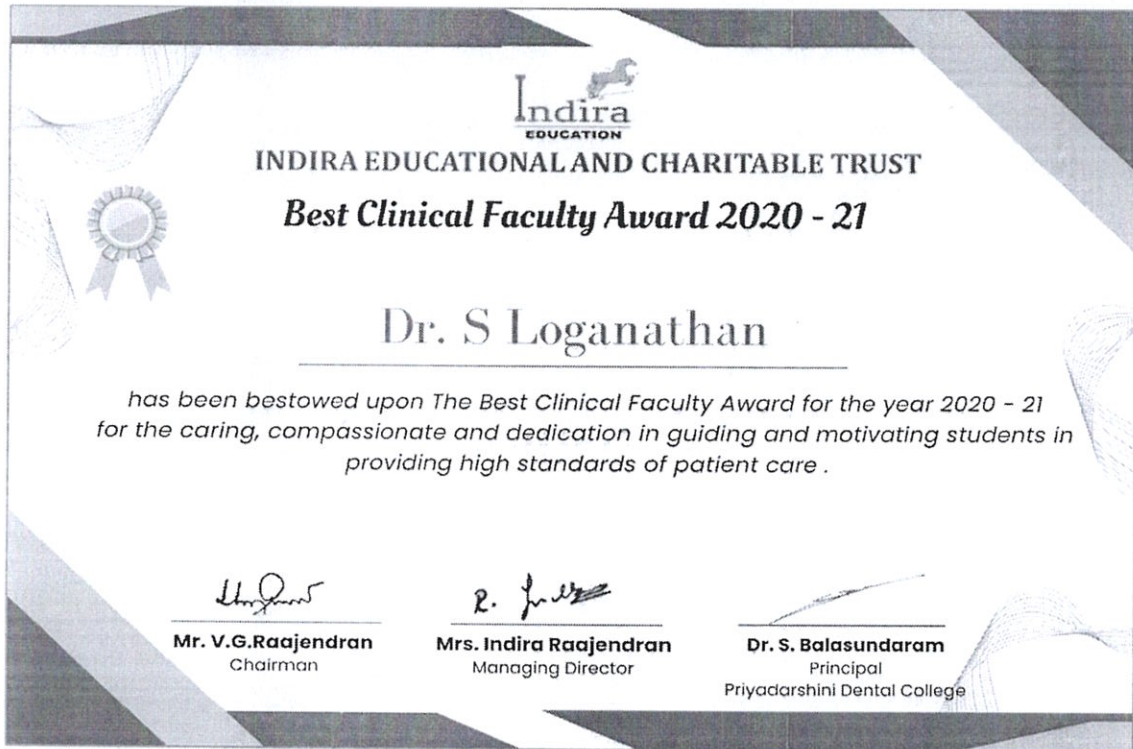 Indira
EDUCATION
INDIRA EDUCATIONAL AND CHARITABLE TRUST
Best Clinical Faculty Award 2020 - 21
Dr. S Loganathan
has been bestowed upon The Best Clinical Faculty Award for the year 2020 - 21
for the caring, compassionate and dedication in guiding and motivating students in
providing high standards of patient care .
Mr. V.G.Raajendran
Chairman
Mrs. Indira Raajendran
Managing Director
Dr. S. Balasundaram
Principal
Priyadarshini Dental College